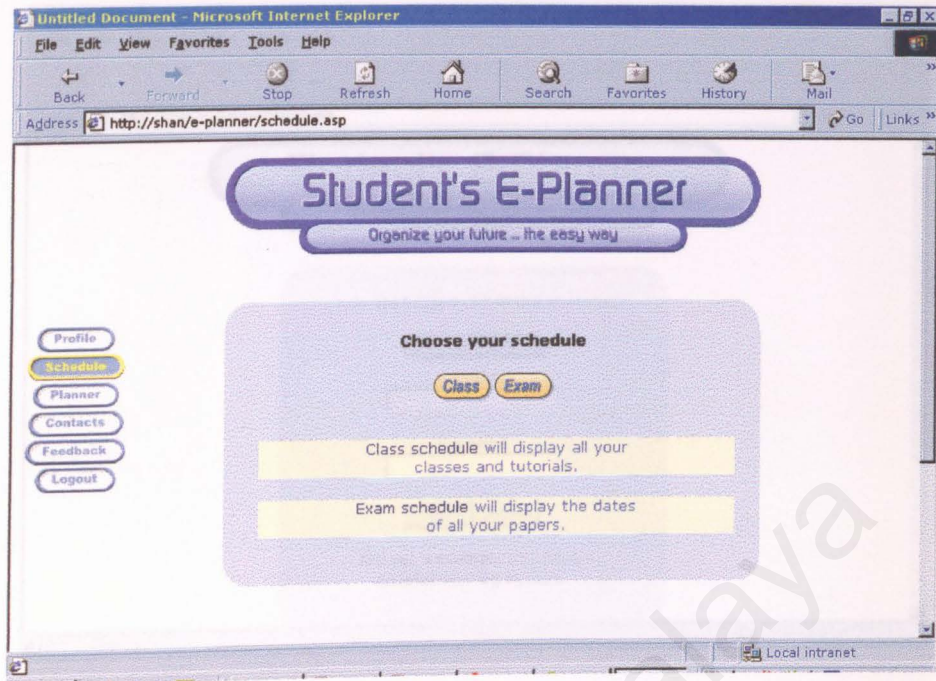 Untitled Document - Microsoft Internet Explorer
File Edit View Favorites Tools Help
Back Forward Stop Refresh Home Search Favorites History Mail
Address http://shan/e-planner/schedule.asp Go Links
Student's E-Planner
Organize your future ... the easy way
Profile
Schedule
Planner
Contacts
Feedback
Logout
Choose your schedule
Class Exam
Class schedule will display all your
classes and tutorials.
Exam schedule will display the dates
of all your papers.
Local intranet